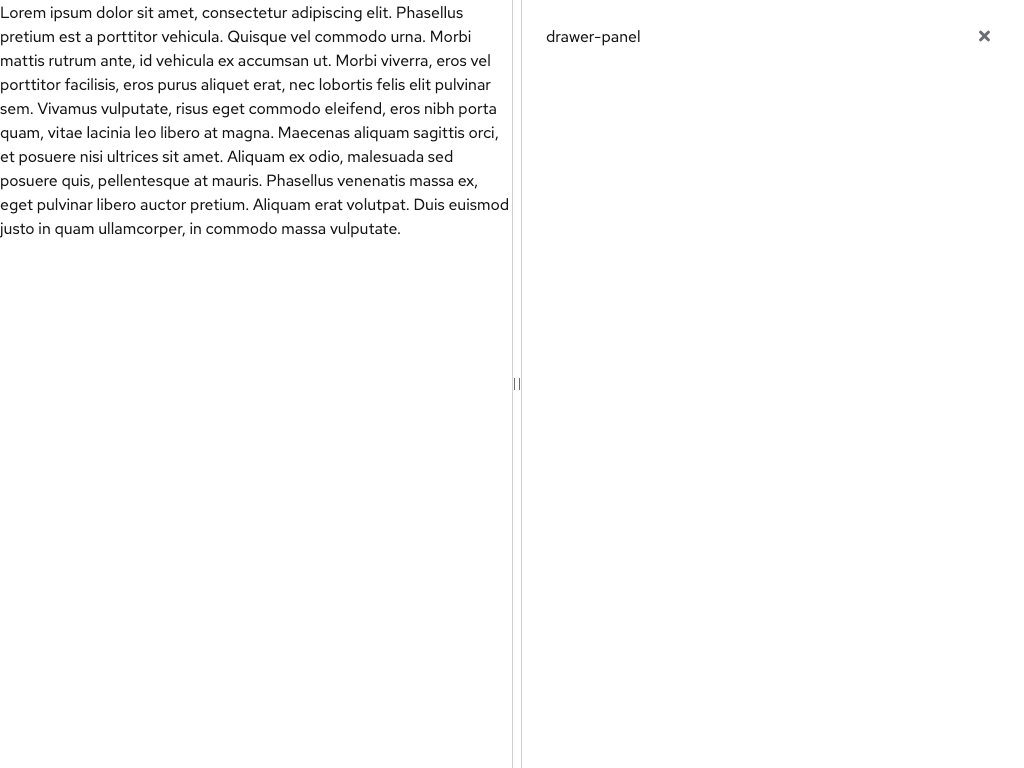 Lorem ipsum dolor sit amet, consectetur adipiscing elit. Phasellus
pretium est a porttitor vehicula. Quisque vel commodo urna. Morbi
mattis rutrum ante, id vehicula ex accumsan ut. Morbi viverra, eros vel
porttitor facilisis, eros purus aliquet erat, nec lobortis felis elit pulvinar
sem. Vivamus vulputate, risus eget commodo eleifend, eros nibh porta
quam, vitae lacinia leo libero at magna. Maecenas aliquam sagittis orci,
et posuere nisi ultrices sit amet. Aliquam ex odio, malesuada sed
posuere quis, pellentesque at mauris. Phasellus venenatis massa ex,
eget pulvinar libero auctor pretium. Aliquam erat volutpat. Duis euismod
justo in quam ullamcorper, in commodo massa vulputate.
drawer-panel